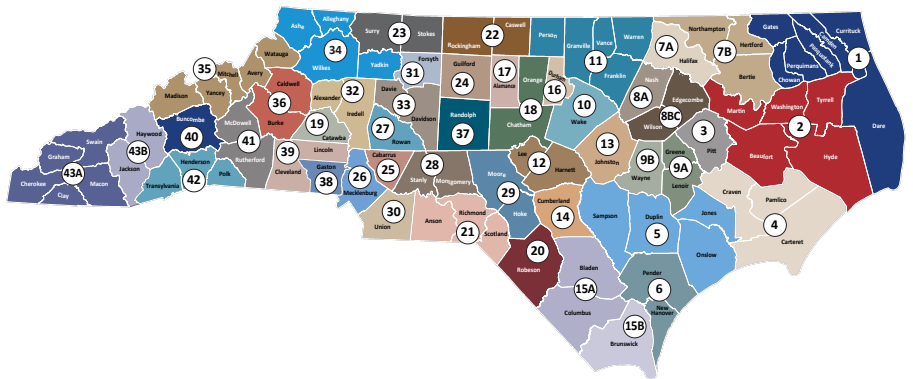 Ashe
Alleghany
Surry
23
Stokes
Rockingham
22
Caswell
Person
Granville
Vance
Warren
11
Franklin
Northampton
7A
Halifax
7B
Hertford
Bertie
Gates
Currituck
Camden
Pasquotank
Perquimans
Chowan
1
Dare
34
Wilkes
Yadkin
Forsyth
31
Guilford
24
17
Alamance
Orange
Durham
16
18
Chatham
10
Wake
Nash
8A
Edgecombe
8BC
Wilson
Martin
Washington
Tyrrell
2
Beaufort
Hyde
Watauga
35
Mitchell
Avery
Yancey
Madison
Caldwell
36
Burke
Alexander
32
Iredell
Davie
33
Davidson
Randolph
37
3
Pitt
Buncombe
40
McDowell
41
Rutherford
19
Catawba
Lincoln
39
Cleveland
27
Rowan
Cabarrus
25
28
Stanly
Montgomery
Moore
29
Lee
12
Harnett
13
Johnston
9B
Wayne
Greene
9A
Lenoir
Craven
Pamlico
4
Carteret
Haywood
43B
Jackson
Swain
Graham
43A
Cherokee
Macon
Clay
Henderson
Transylvania
42
Polk
Gaston
38
26
Mecklenburg
30
Union
Anson
Richmond
21
Scotland
Hoke
Cumberland
14
Sampson
Duplin
5
Jones
Onslow
20
Robeson
Bladen
15A
Columbus
Pender
6
New
Hanover
15B
Brunswick